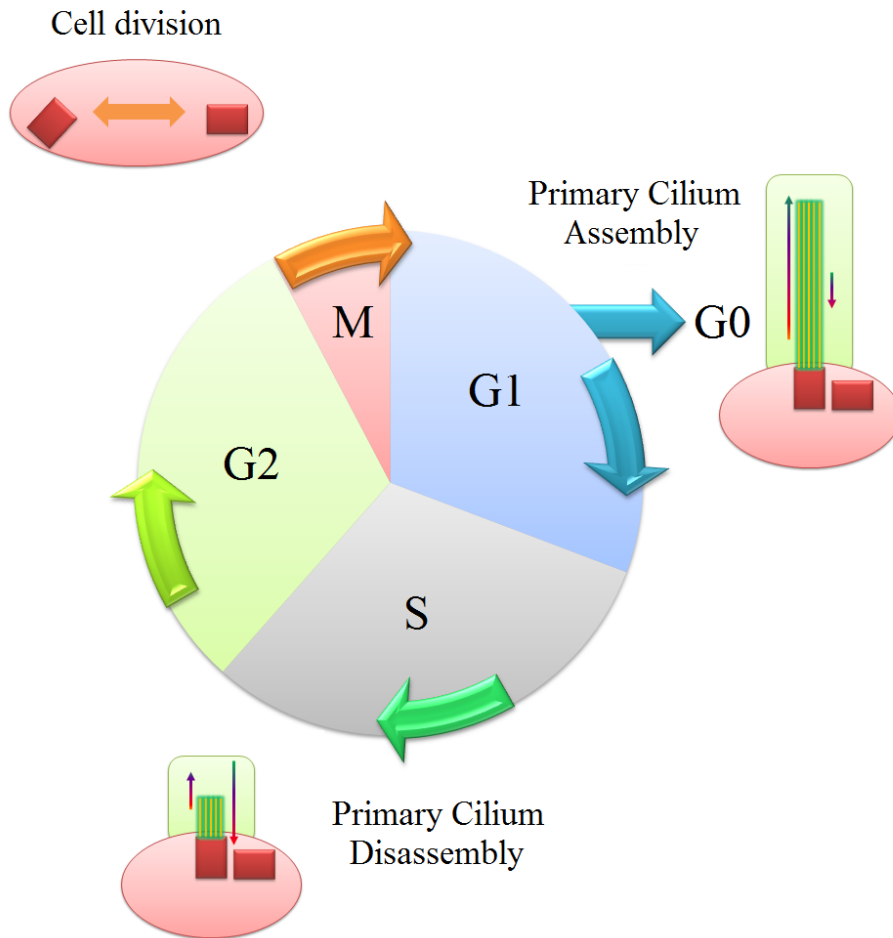 Cell division
Primary Cilium
Assembly
M
G0
G1
G2
S
Primary Cilium
Disassembly